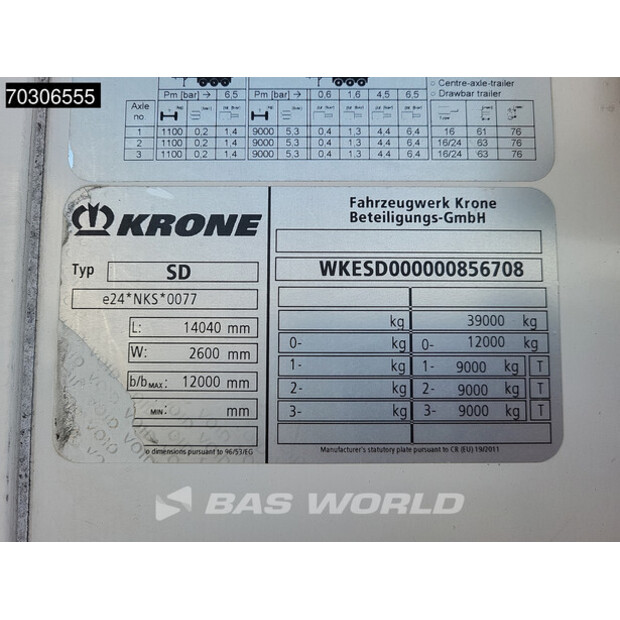 70306555
Pm [bar] → 6,5 Pm [bar] → 0,6 1,6 4,5 6,5
○ Centre-axle-trailer
○ Drawbar trailer
Axle no
1 1100 0,2 1,4 9000 5,3 0,4 1,3 4,4 6,4 16 61 76
2 1100 0,2 1,4 9000 5,3 0,4 1,3 4,4 6,4 16/24 63 76
3 1100 0,2 1,4 9000 5,3 0,4 1,3 4,4 6,4 16/24 63 76
KRONE
Typ SD
e24*NKS*0077
L: 14040 mm
W: 2600 mm
b/bMAX: 12000 mm
MIN: mm
o dimensions pursuant to 96/53/EG
VOID VOID VOID
Fahrzeugwerk Krone
Beteiligungs-GmbH
WKESD000000856708
kg 39000 kg
0- kg 0- 12000 kg
1- kg 1- 9000 kg T
2- kg 2- 9000 kg T
3- kg 3- 9000 kg T
Manufacturer's statutory plate pursuant to CR (EU) 19/2011
BAS WORLD